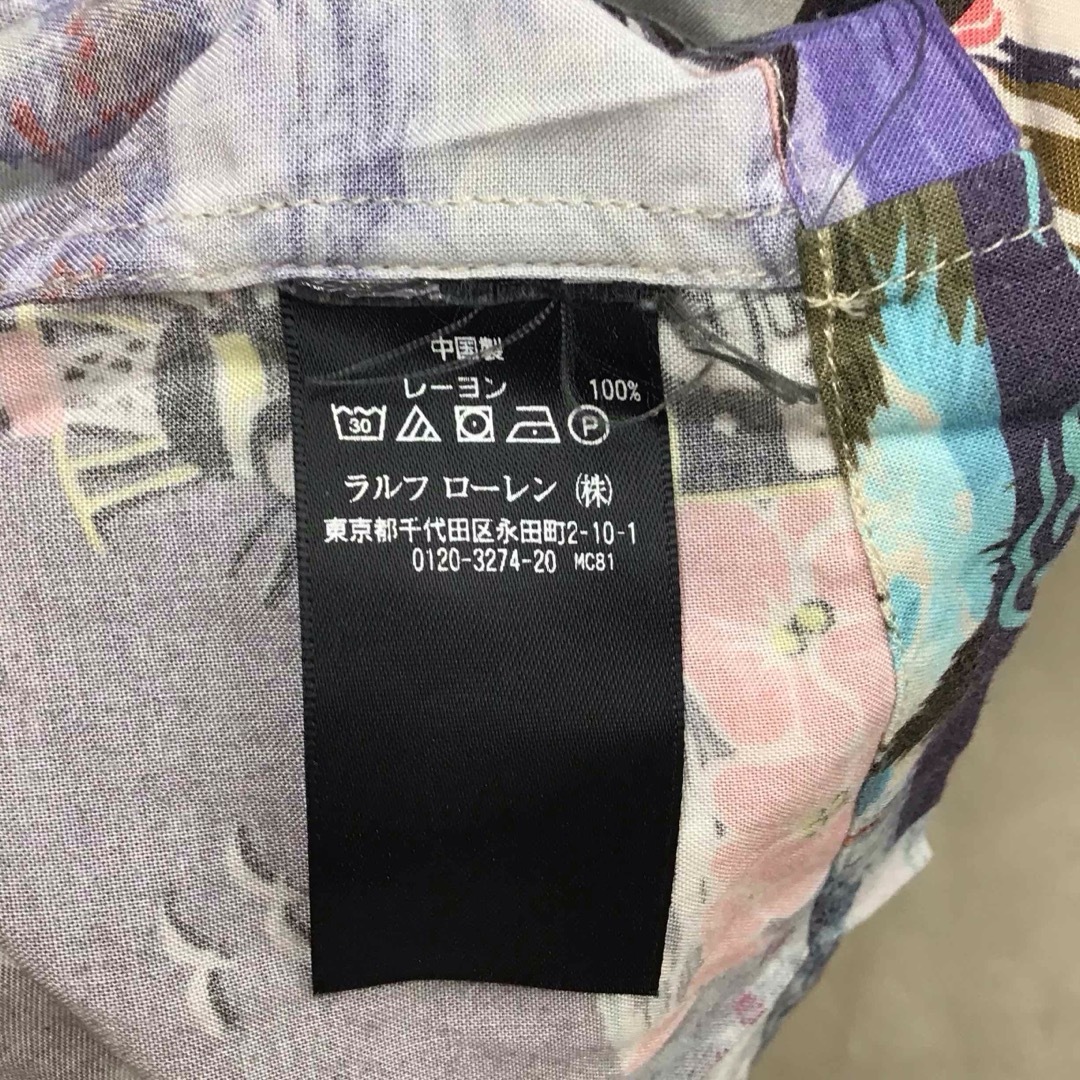 中国製
レーヨン 100%
30 P
ラルフ ローレン ㈱
東京都千代田区永田町2-10-1
0120-3274-20 MC81